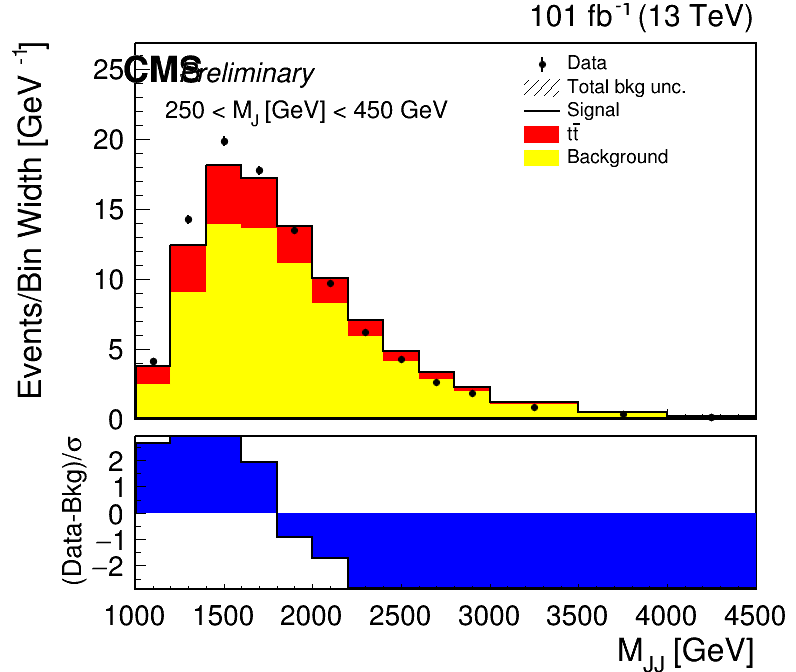 101 fb⁻¹ (13 TeV)
CMS Preliminary
250 < M_J [GeV] < 450 GeV
Data
Total bkg unc.
Signal
tt̄
Background
Events/Bin Width [GeV⁻¹]
25
20
15
10
5
0
(Data-Bkg)/σ
2
1
0
−1
−2
1000 1500 2000 2500 3000 3500 4000 4500
M_JJ [GeV]